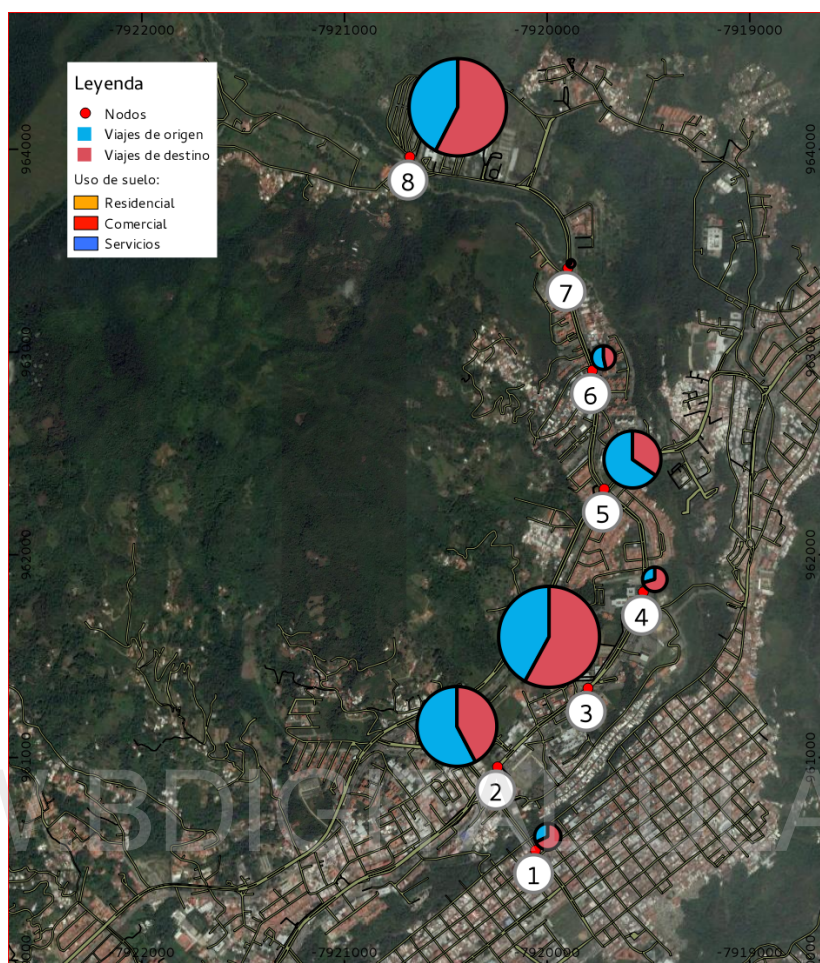 -7922000 -7921000 -7920000 -7919000
Leyenda
Nodos
Viajes de origen
Viajes de destino
Uso de suelo:
Residencial
Comercial
Servicios
964000 964000
8
7
963000 963000
6
5
962000 962000
4
3
961000 961000
2
W BDIGITAL.ULA
1
-7922000 -7921000 -7920000 -7919000